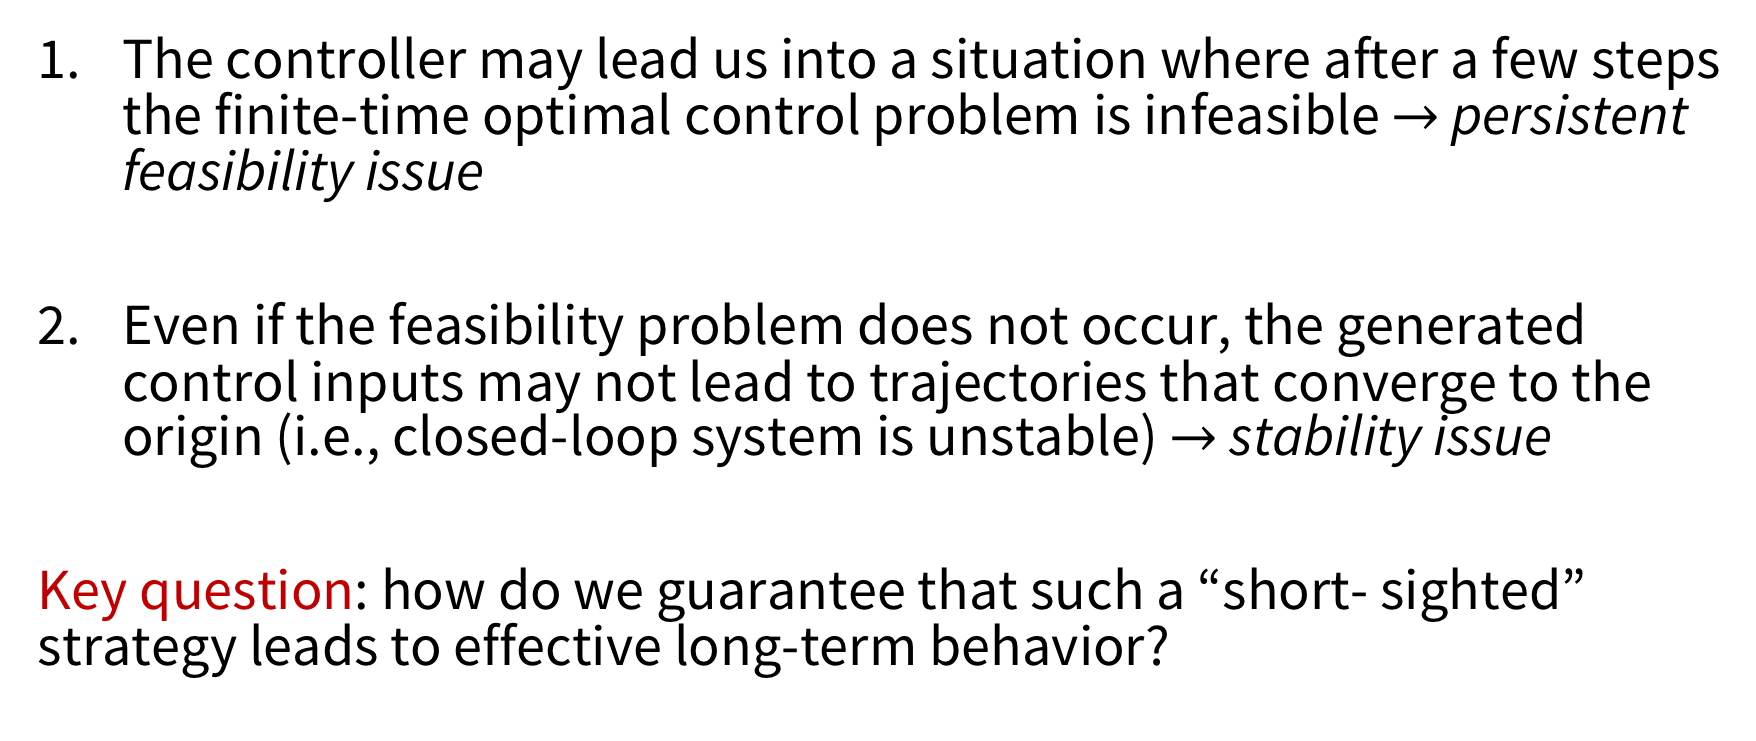 1. The controller may lead us into a situation where after a few steps
the finite-time optimal control problem is infeasible → persistent
feasibility issue
2. Even if the feasibility problem does not occur, the generated
control inputs may not lead to trajectories that converge to the
origin (i.e., closed-loop system is unstable) → stability issue
Key question: how do we guarantee that such a “short- sighted”
strategy leads to effective long-term behavior?